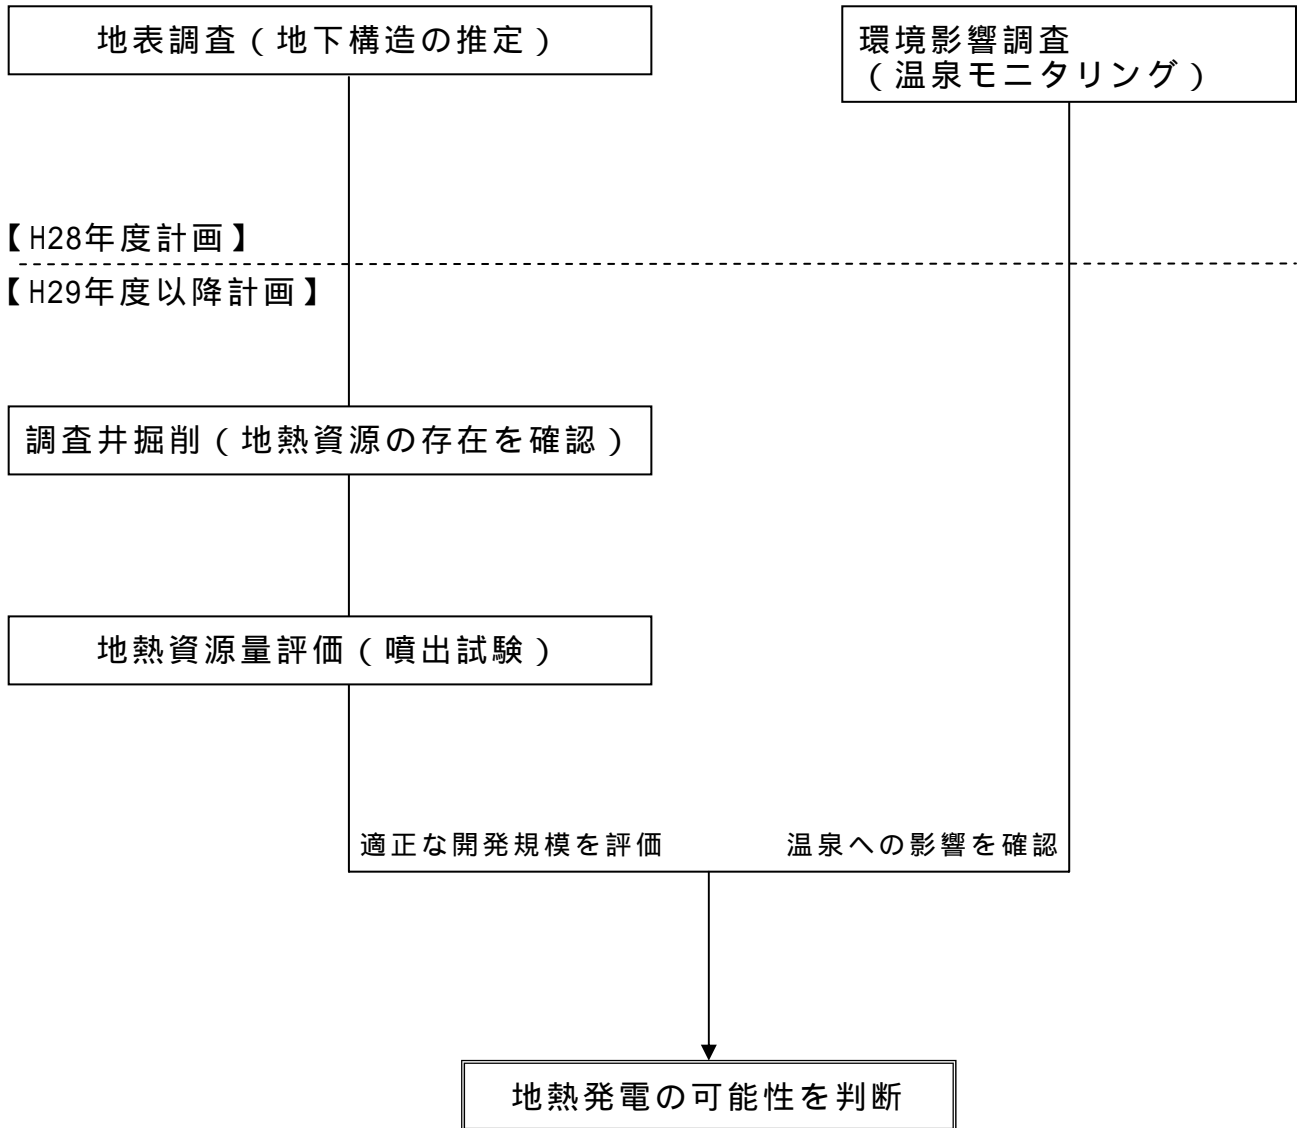 地表調査（地下構造の推定）
環境影響調査
（温泉モニタリング）
【H28年度計画】
【H29年度以降計画】
調査井掘削（地熱資源の存在を確認）
地熱資源量評価（噴出試験）
適正な開発規模を評価
温泉への影響を確認
地熱発電の可能性を判断